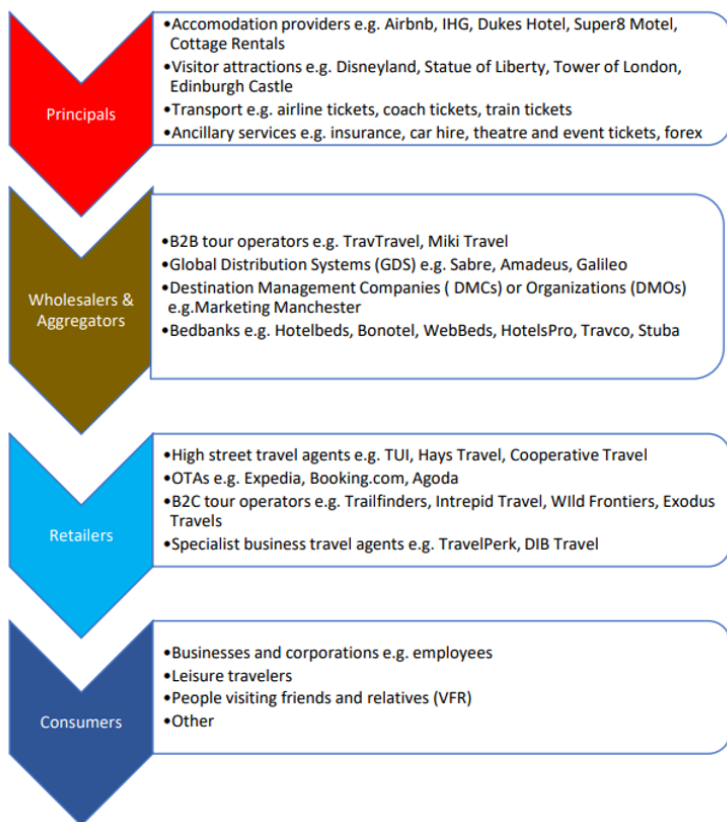 Principals
•Accomodation providers e.g. Airbnb, IHG, Dukes Hotel, Super8 Motel,
Cottage Rentals
•Visitor attractions e.g. Disneyland, Statue of Liberty, Tower of London,
Edinburgh Castle
•Transport e.g. airline tickets, coach tickets, train tickets
•Ancillary services e.g. insurance, car hire, theatre and event tickets, forex
Wholesalers &
Aggregators
•B2B tour operators e.g. TravTravel, Miki Travel
•Global Distribution Systems (GDS) e.g. Sabre, Amadeus, Galileo
•Destination Management Companies ( DMCs) or Organizations (DMOs)
e.g.Marketing Manchester
•Bedbanks e.g. Hotelbeds, Bonotel, WebBeds, HotelsPro, Travco, Stuba
Retailers
•High street travel agents e.g. TUI, Hays Travel, Cooperative Travel
•OTAs e.g. Expedia, Booking.com, Agoda
•B2C tour operators e.g. Trailfinders, Intrepid Travel, WIld Frontiers, Exodus
Travels
•Specialist business travel agents e.g. TravelPerk, DIB Travel
Consumers
•Businesses and corporations e.g. employees
•Leisure travelers
•People visiting friends and relatives (VFR)
•Other